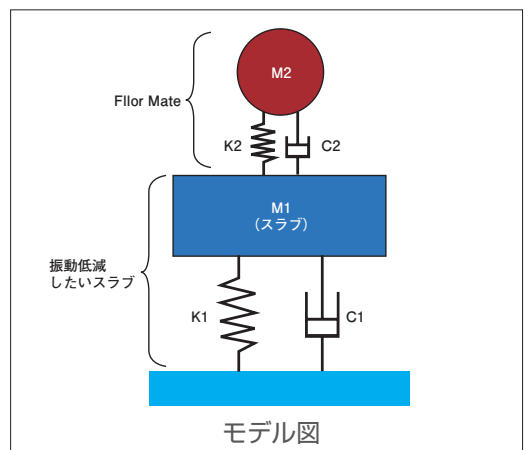 M2
Fllor Mate
K2
C2
M1
（スラブ）
振動低減
したいスラブ
K1
C1
モデル図